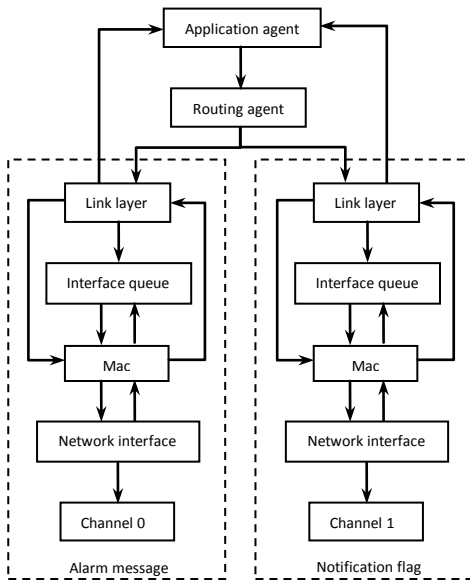 Application agent
Routing agent
Link layer
Interface queue
Mac
Network interface
Channel 0
Alarm message
Link layer
Interface queue
Mac
Network interface
Channel 1
Notification flag